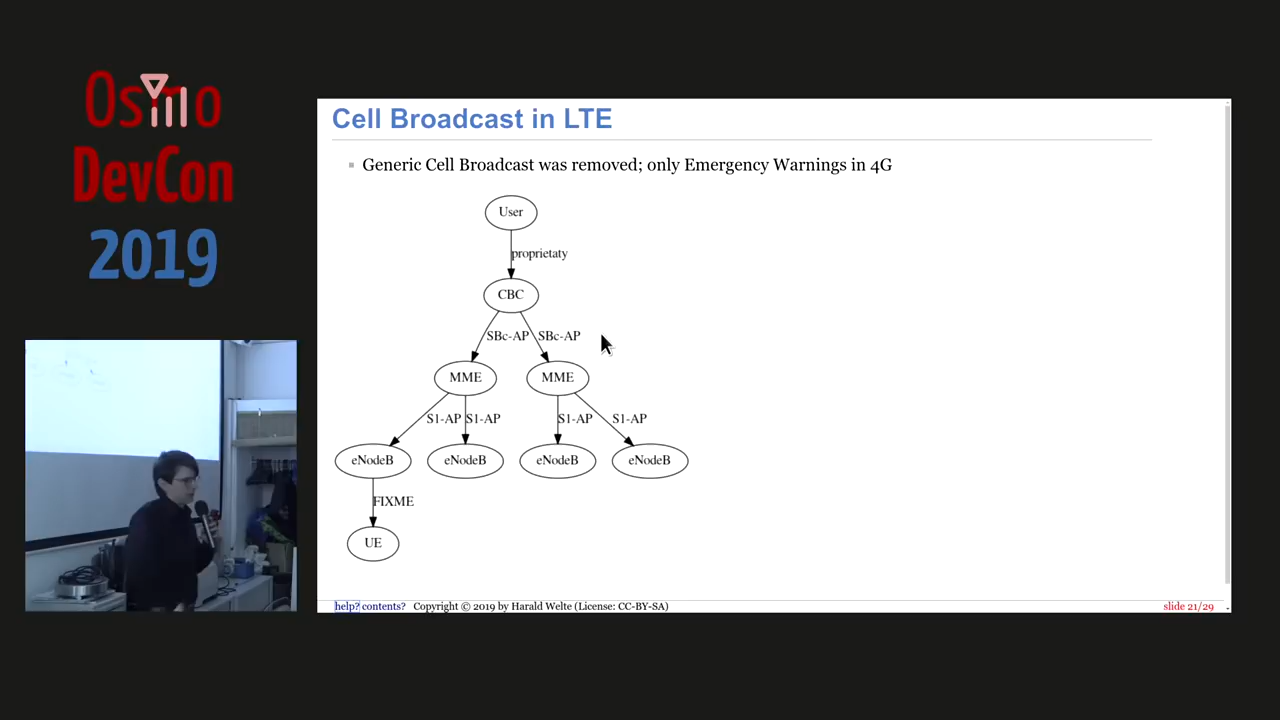 Osmo
DevCon
2019
Cell Broadcast in LTE
Generic Cell Broadcast was removed; only Emergency Warnings in 4G
User
proprietaty
CBC
SBc-AP SBc-AP
MME MME
S1-AP S1-AP S1-AP S1-AP
eNodeB eNodeB eNodeB eNodeB
FIXME
UE
help? contents? Copyright © 2019 by Harald Welte (License: CC-BY-SA) slide 21/29